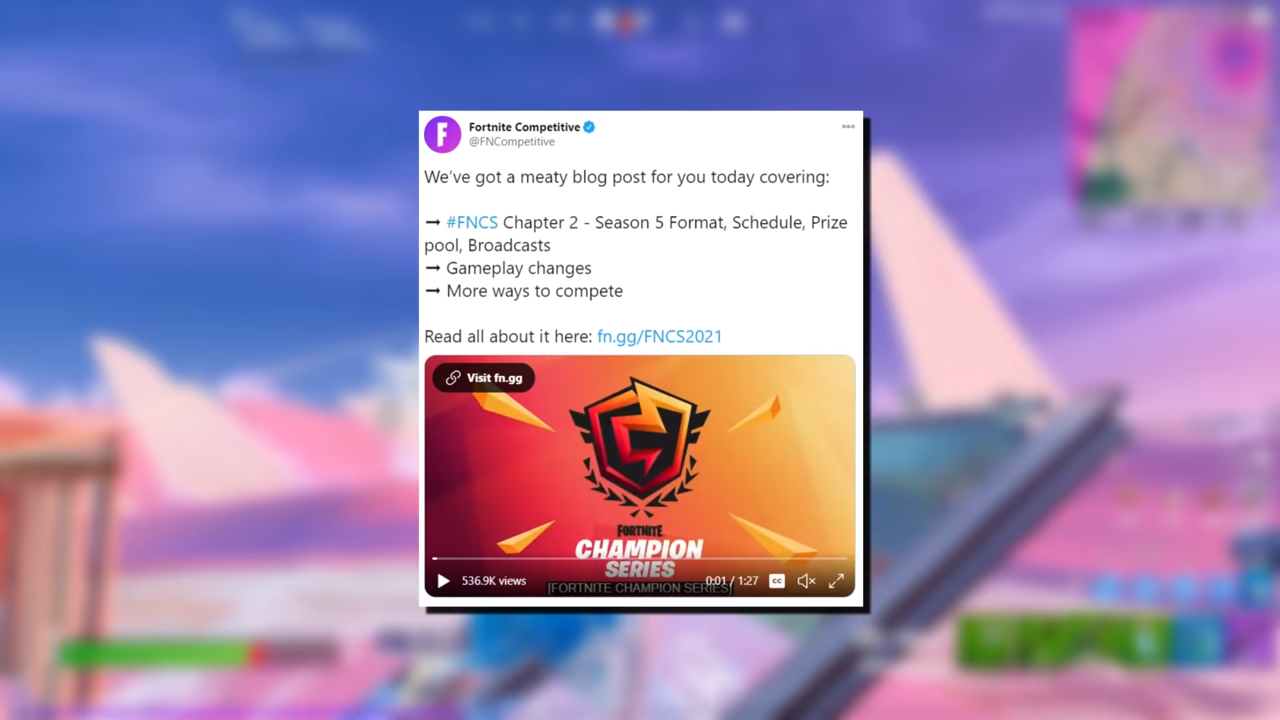 Fortnite Competitive
@FNCompetitive
We've got a meaty blog post for you today covering:
→ #FNCS Chapter 2 - Season 5 Format, Schedule, Prize
pool, Broadcasts
→ Gameplay changes
→ More ways to compete
Read all about it here: fn.gg/FNCS2021
Visit fn.gg
FORTNITE
CHAMPION
SERIES
536.9K views
0:01 / 1:27
CC
[FORTNITE CHAMPION SERIES]